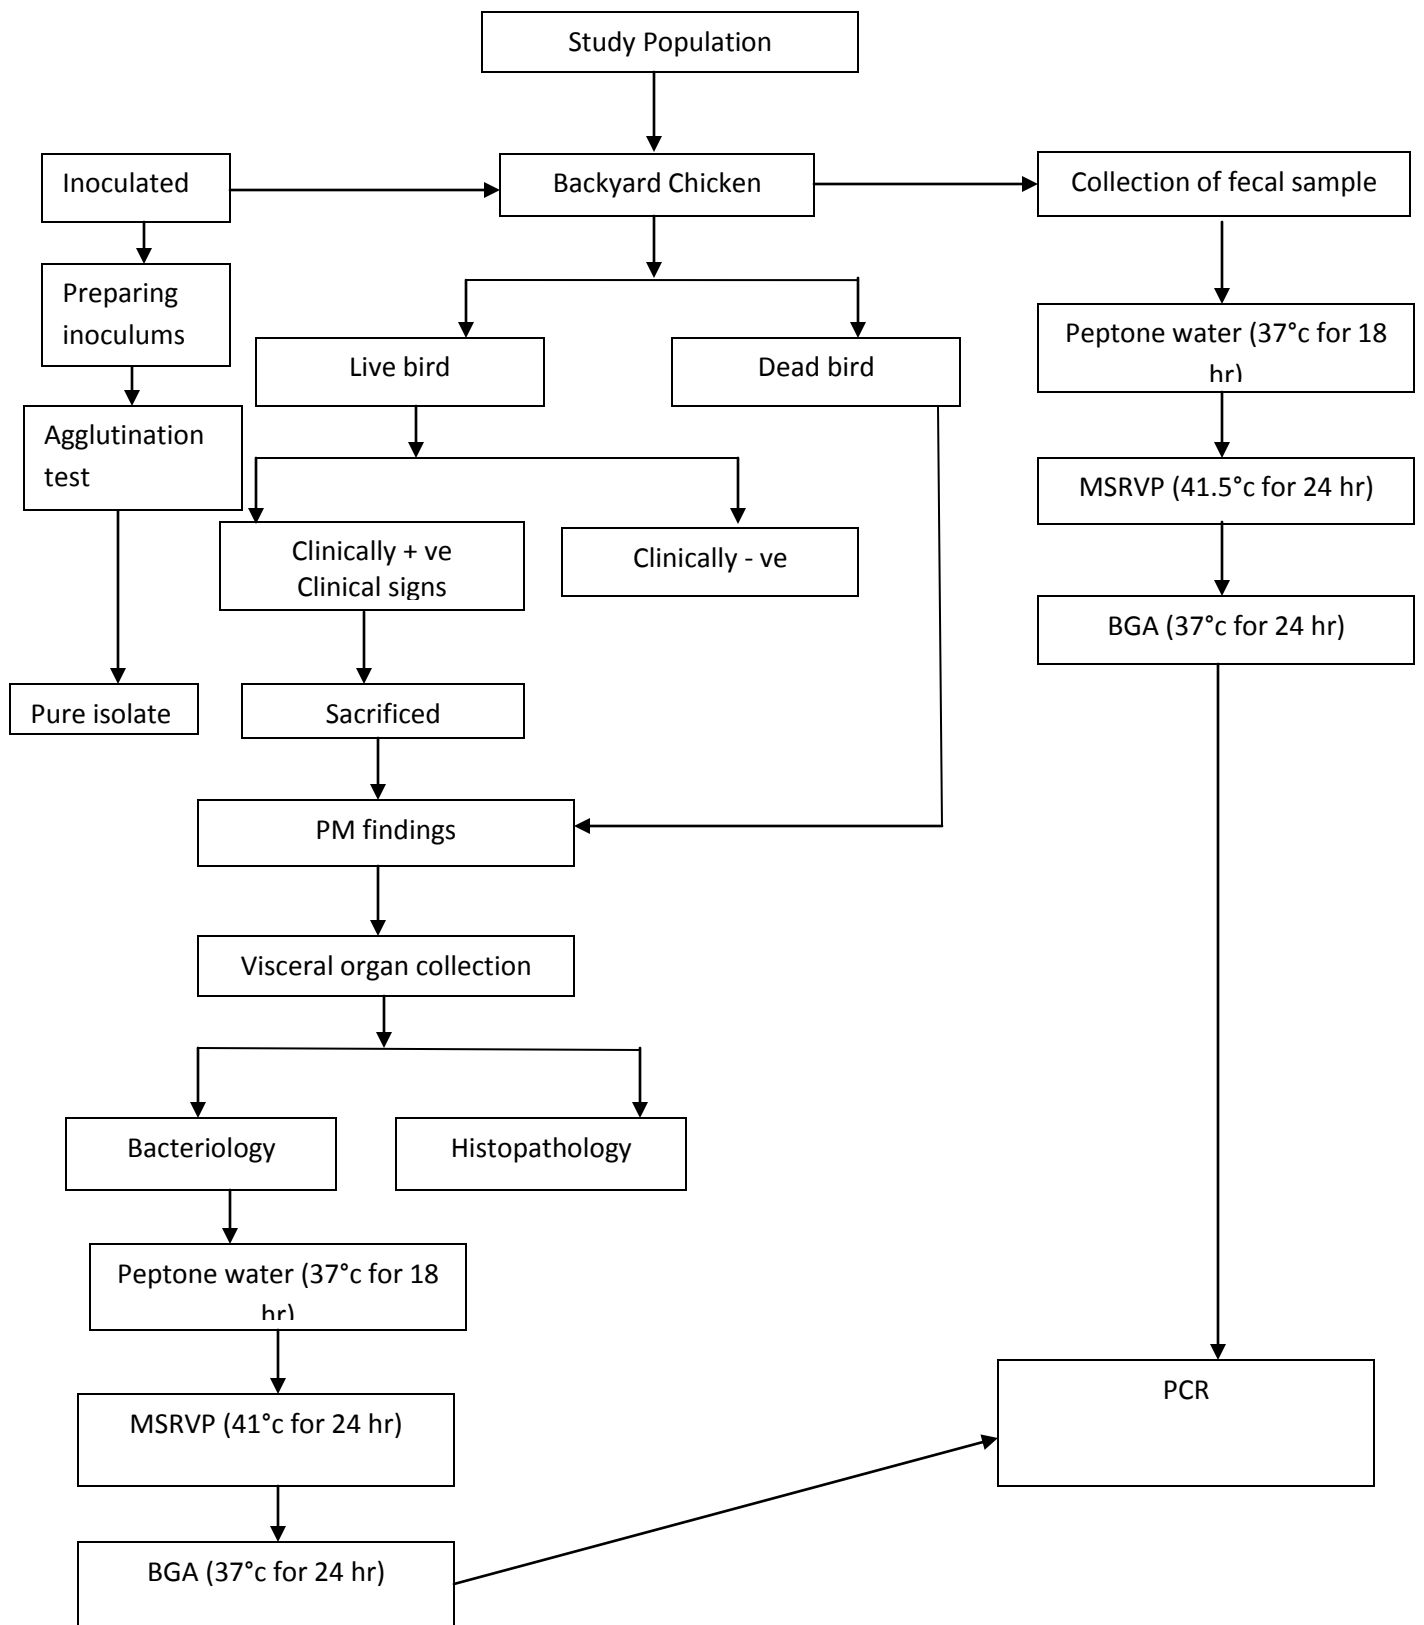 Study Population
Inoculated
Backyard Chicken
Collection of fecal sample
Preparing
inoculums
Peptone water (37°c for 18
hr)
Live bird
Dead bird
Agglutination
test
MSRVP (41.5°c for 24 hr)
Clinically + ve
Clinical signs
Clinically - ve
BGA (37°c for 24 hr)
Pure isolate
Sacrificed
PM findings
Visceral organ collection
Bacteriology
Histopathology
Peptone water (37°c for 18
hr)
MSRVP (41°c for 24 hr)
PCR
BGA (37°c for 24 hr)